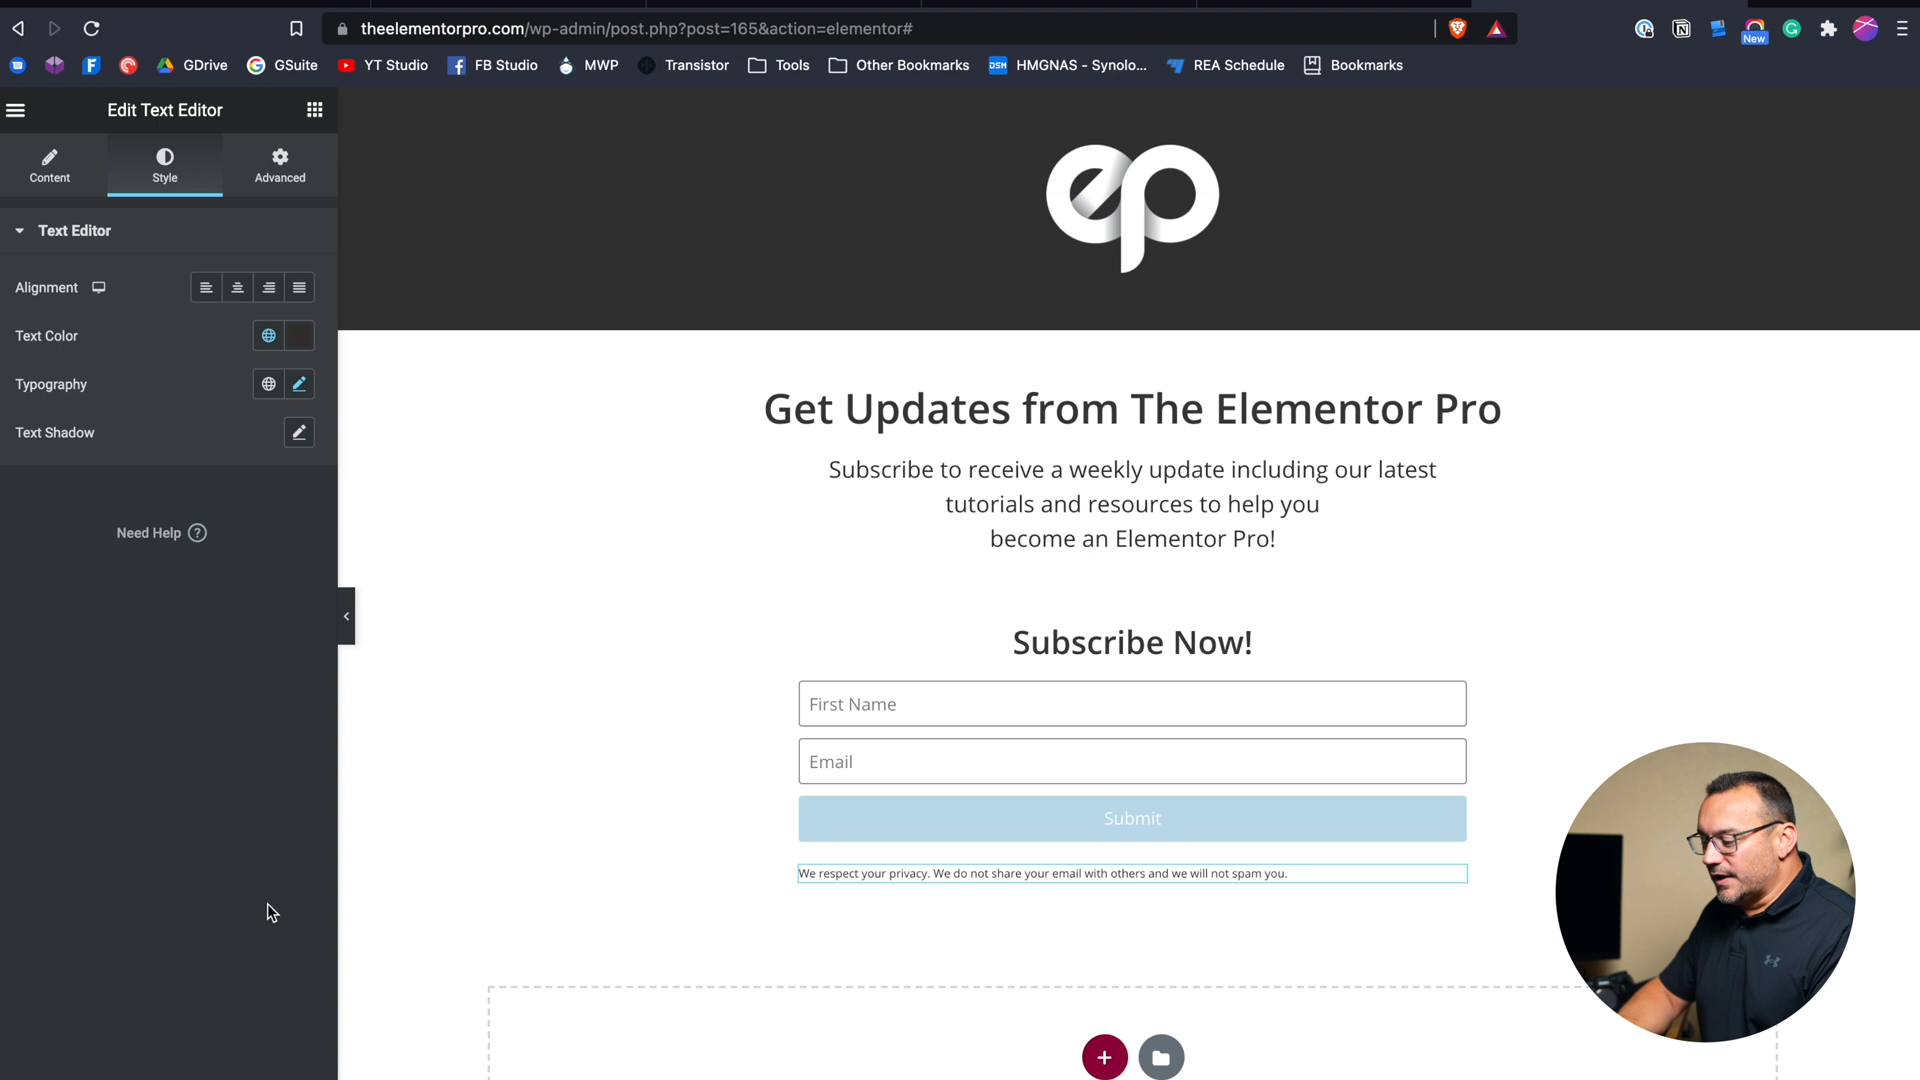 theelementorpro.com/wp-admin/post.php?post=165&action=elementor#
New
GDrive
GSuite
YT Studio
FB Studio
MWP
Transistor
Tools
Other Bookmarks
DSM
HMGNAS - Synolo...
REA Schedule
Bookmarks
Edit Text Editor
Content
Style
Advanced
Text Editor
Alignment
Text Color
Typography
Text Shadow
Need Help ?
ep
Get Updates from The Elementor Pro
Subscribe to receive a weekly update including our latest
tutorials and resources to help you
become an Elementor Pro!
Subscribe Now!
First Name
Email
Submit
We respect your privacy. We do not share your email with others and we will not spam you.